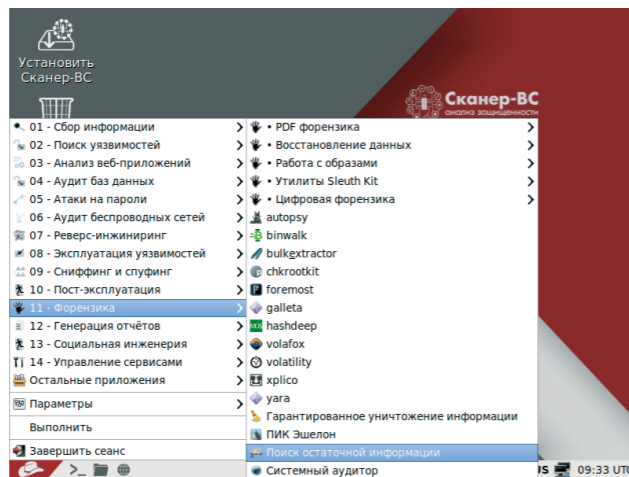 Установить
Сканер-ВС
Сканер-ВС
анализ защищенности
01 - Сбор информации
02 - Поиск уязвимостей
03 - Анализ веб-приложений
04 - Аудит баз данных
05 - Атаки на пароли
06 - Аудит беспроводных сетей
07 - Реверс-инжиниринг
08 - Эксплуатация уязвимостей
09 - Сниффинг и спуфинг
10 - Пост-эксплуатация
11 - Форензика
12 - Генерация отчётов
13 - Социальная инженерия
14 - Управление сервисами
Остальные приложения
Параметры
Выполнить
Завершить сеанс
• PDF форензика
• Восстановление данных
• Работа с образами
• Утилиты Sleuth Kit
• Цифровая форензика
autopsy
binwalk
bulkextractor
chkrootkit
foremost
galleta
hashdeep
volafox
volatility
xplico
yara
Гарантированное уничтожение информации
ПИК Эшелон
Поиск остаточной информации
Системный аудитор
09:33 UTC